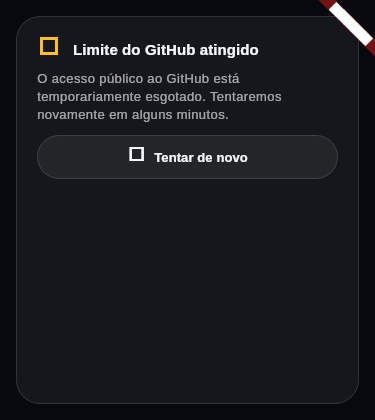 Limite do GitHub atingido
O acesso público ao GitHub está
temporariamente esgotado. Tentaremos
novamente em alguns minutos.
Tentar de novo